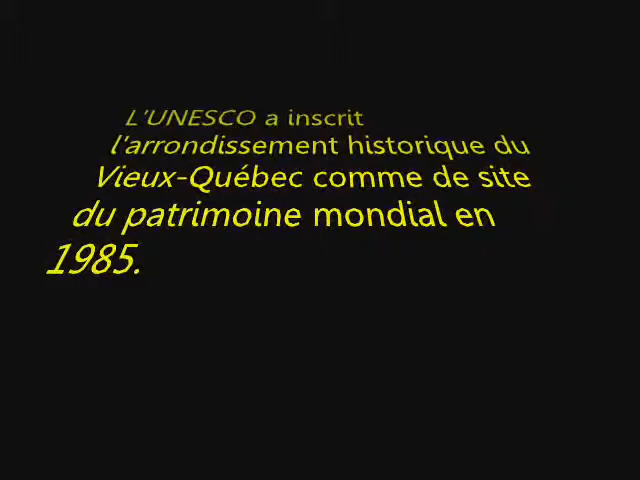 L'UNESCO a inscrit
l'arrondissement historique du
Vieux-Québec comme de site
du patrimoine mondial en
1985.